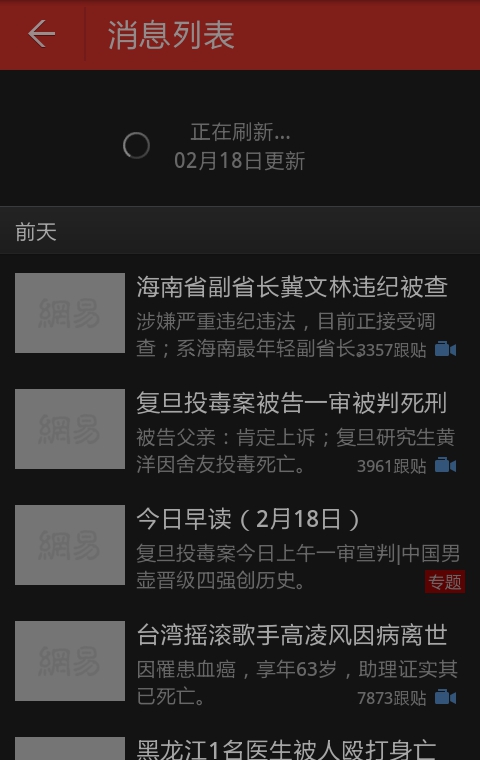 消息列表
正在刷新...
02月18日更新
前天
網易
海南省副省长冀文林违纪被查
涉嫌严重违纪违法，目前正接受调
查；系海南最年轻副省长。
3357跟贴
網易
复旦投毒案被告一审被判死刑
被告父亲：肯定上诉；复旦研究生黄
洋因舍友投毒死亡。
3961跟贴
網易
今日早读（2月18日）
复旦投毒案今日上午一审宣判|中国男
壶晋级四强创历史。
专题
網易
台湾摇滚歌手高凌风因病离世
因罹患血癌，享年63岁，助理证实其
已死亡。
7873跟贴
黑龙江1名医生被人殴打身亡